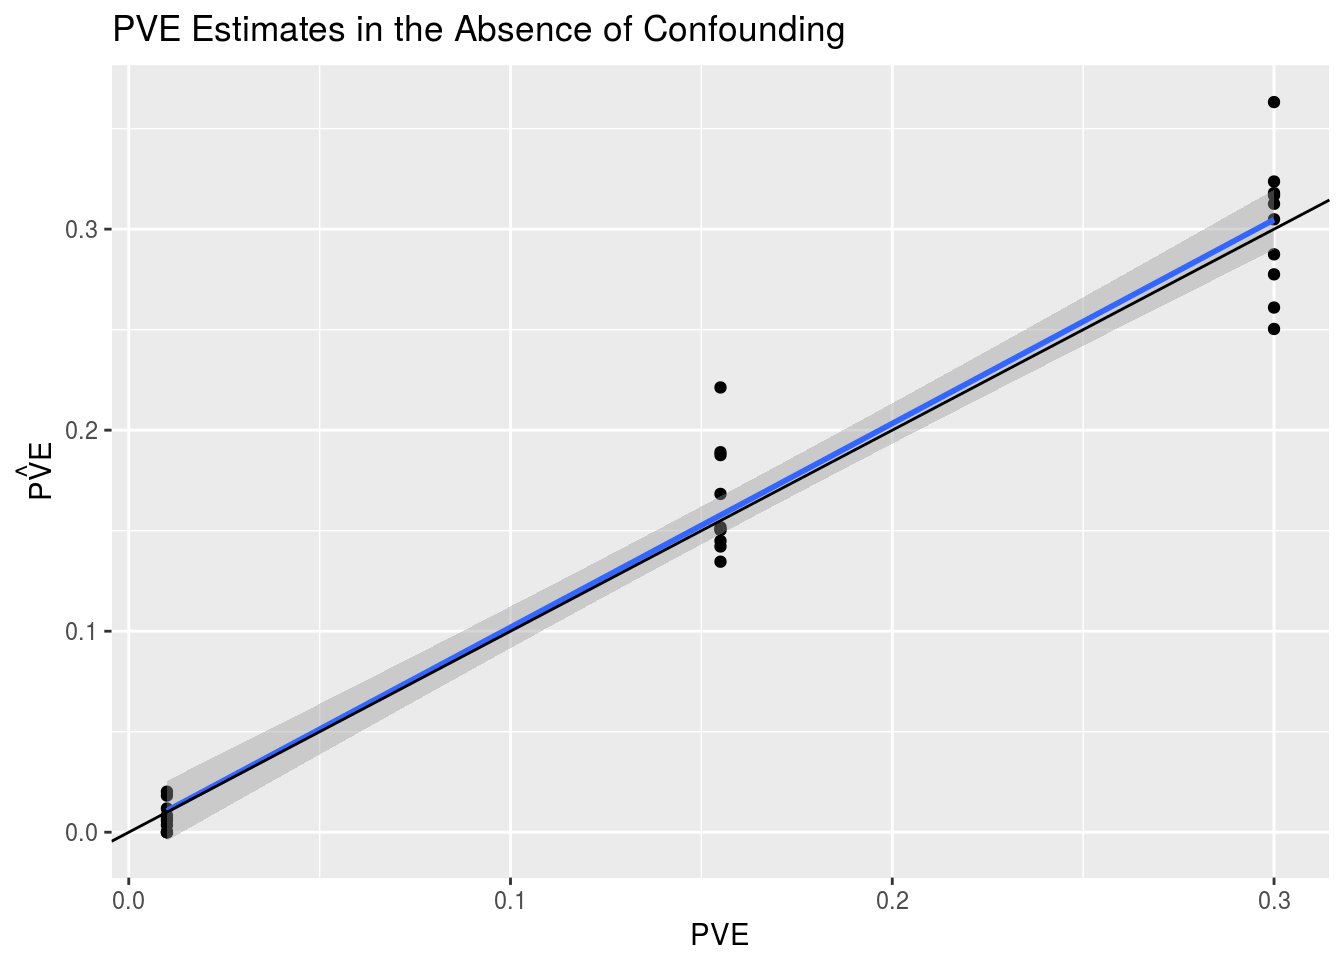 PVE Estimates in the Absence of Confounding
0.3
0.2
0.1
0.0
PV̂E
0.0 0.1 0.2 0.3
PVE